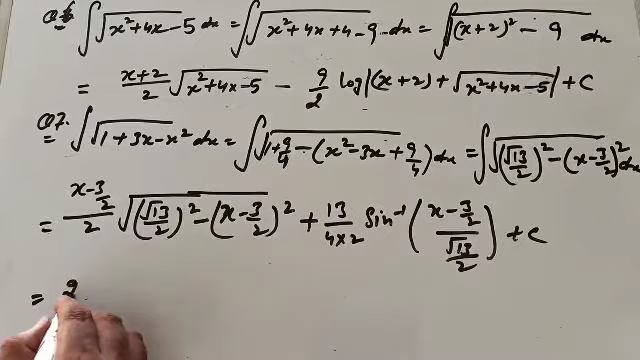 Q6 ∫√(x²+4x-5) dx = ∫√(x²+4x+4-9) dx = ∫√((x+2)²-9) dx
= (x+2)/2 √(x²+4x-5) - 9/2 log|(x+2)+√(x²+4x-5)| + C
Q7. ∫√(1+3x-x²) dx = ∫√(1+9/4-(x²-3x+9/4)) dx = ∫√((√13/2)²-(x-3/2)²) dx
= (x-3/2)/2 √((√13/2)²-(x-3/2)²) + 13/(4×2) Sin⁻¹((x-3/2)/(√13/2)) + C
= 2